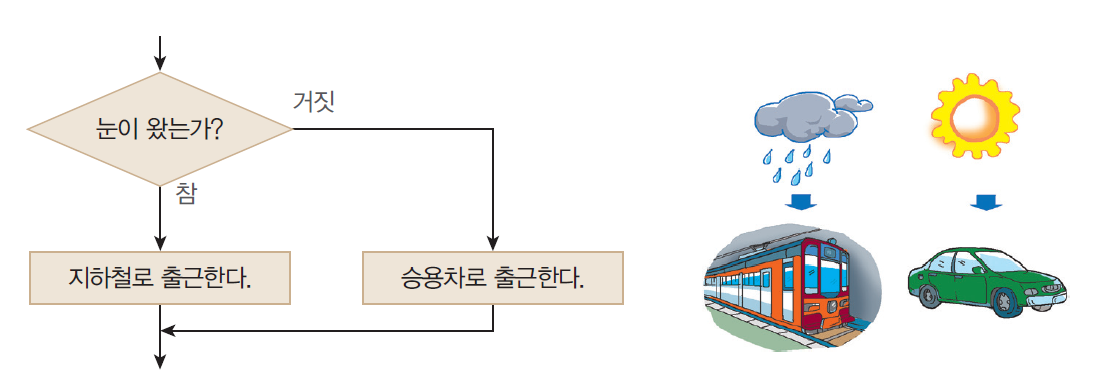 거짓
눈이 왔는가?
참
지하철로 출근한다.
승용차로 출근한다.